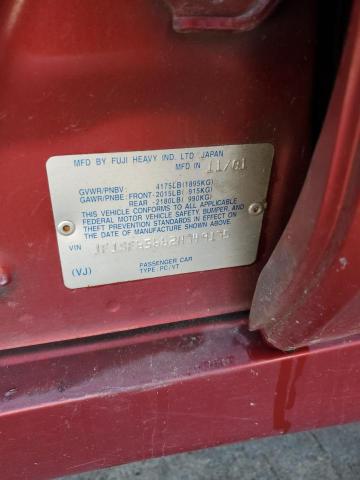 MFD BY FUJI HEAVY IND. LTD JAPAN
MFD IN 11/01
GVWR/PNBV 4175LB(1895KG)
GAWR/PNBE:FRONT-2015LB( 915KG)
REAR -2180LB( 990KG)
THIS VEHICLE CONFORMS TO ALL APPLICABLE
FEDERAL MOTOR VEHICLE SAFETY, BUMPER, AND
THEFT PREVENTION STANDARDS IN EFFECT ON
THE DATE OF MANUFACTURE SHOWN ABOVE.
VIN
PASSENGER CAR
(VJ) TYPE:PC/VT